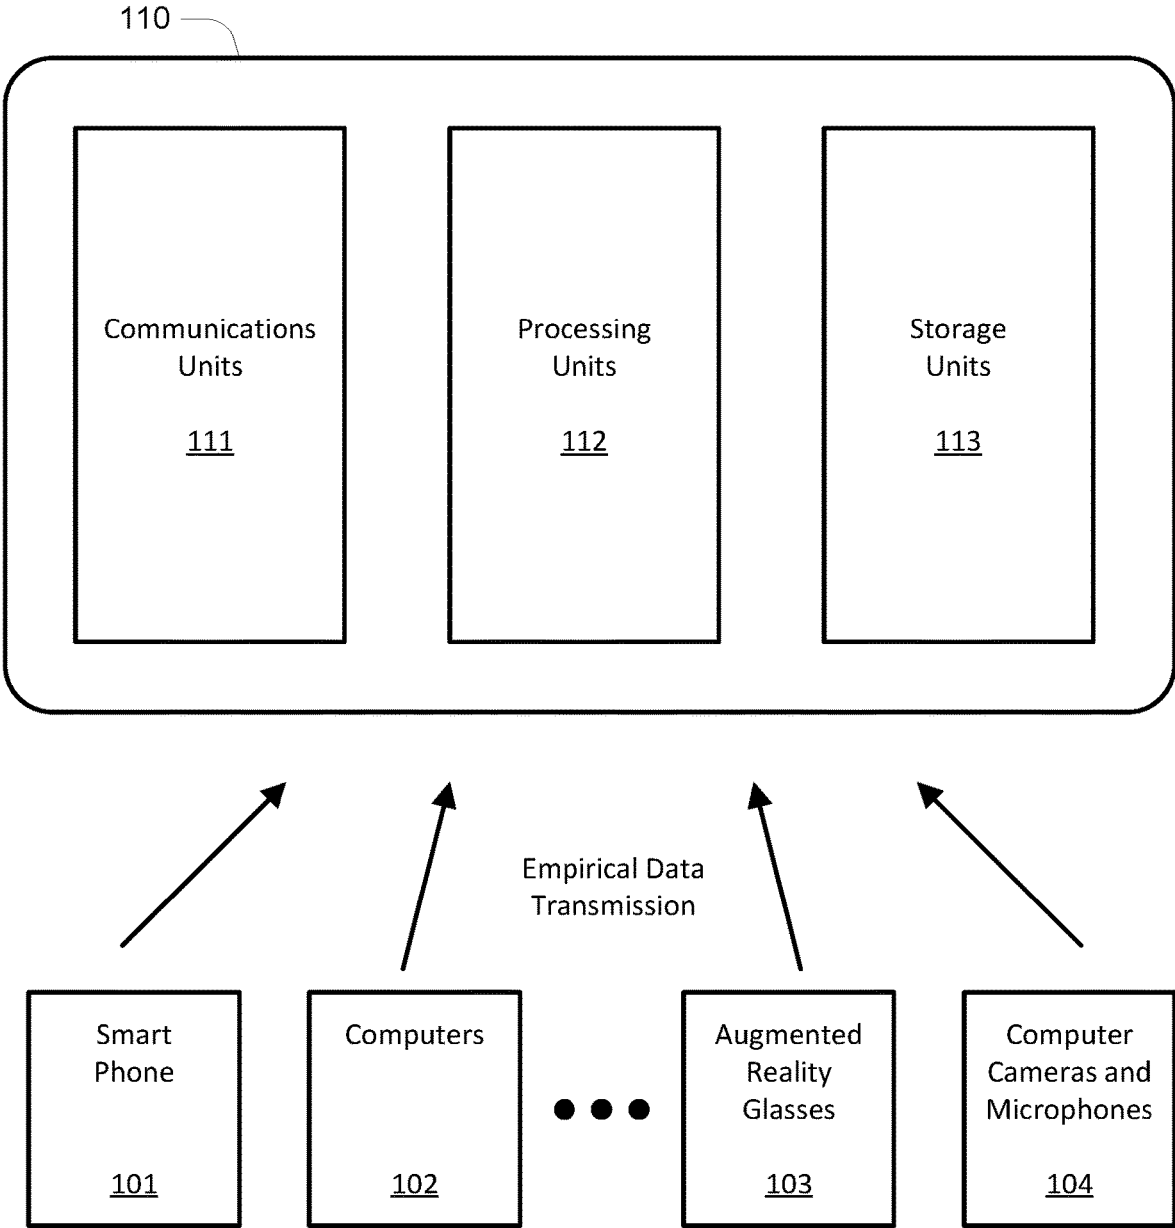 110
Communications
Units
111
Processing
Units
112
Storage
Units
113
Empirical Data
Transmission
Smart
Phone
101
Computers
102
Augmented
Reality
Glasses
103
Computer
Cameras and
Microphones
104